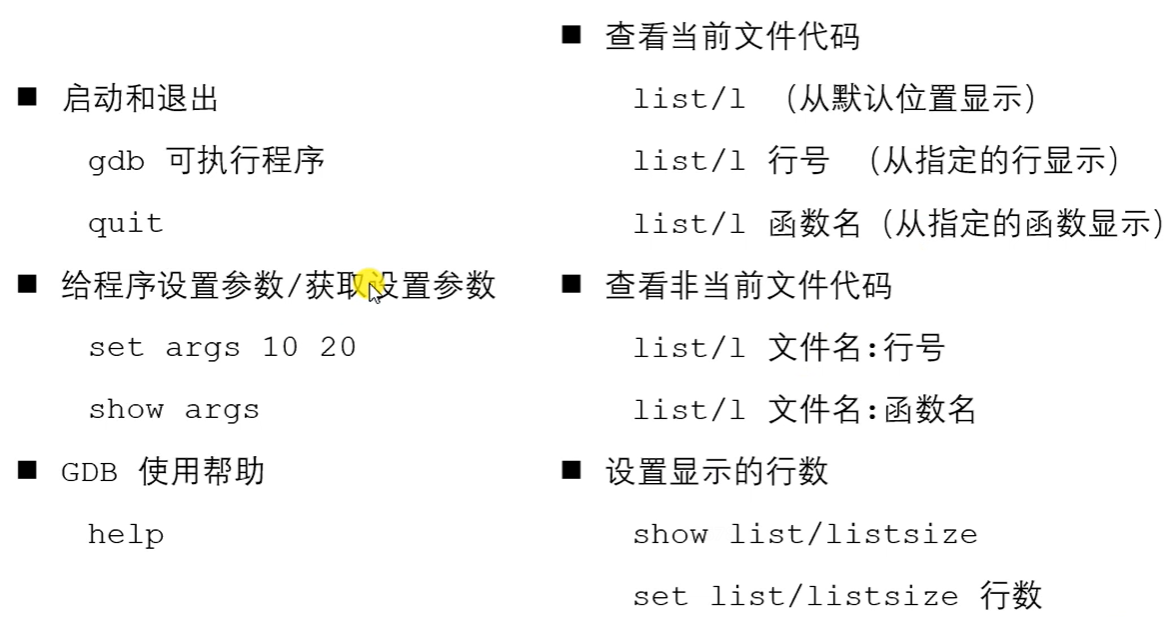 ■ 启动和退出
gdb 可执行程序
quit
■ 给程序设置参数/获取设置参数
set args 10 20
show args
■ GDB 使用帮助
help
■ 查看当前文件代码
list/l （从默认位置显示）
list/l 行号 （从指定的行显示）
list/l 函数名（从指定的函数显示）
■ 查看非当前文件代码
list/l 文件名:行号
list/l 文件名:函数名
■ 设置显示的行数
show list/listsize
set list/listsize 行数